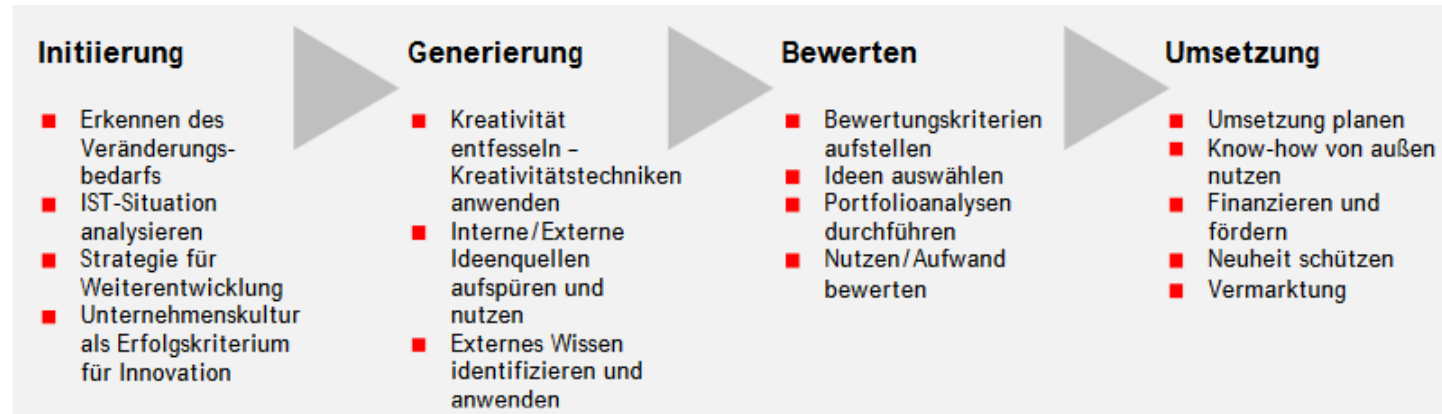 Initiierung
Erkennen des
Veränderungs-
bedarfs
IST-Situation
analysieren
Strategie für
Weiterentwicklung
Unternehmenskultur
als Erfolgskriterium
für Innovation
Generierung
Kreativität
entfesseln –
Kreativitätstechniken
anwenden
Interne/Externe
Ideenquellen
aufspüren und
nutzen
Externes Wissen
identifizieren und
anwenden
Bewerten
Bewertungskriterien
aufstellen
Ideen auswählen
Portfolioanalysen
durchführen
Nutzen/Aufwand
bewerten
Umsetzung
Umsetzung planen
Know-how von außen
nutzen
Finanzieren und
fördern
Neuheit schützen
Vermarktung